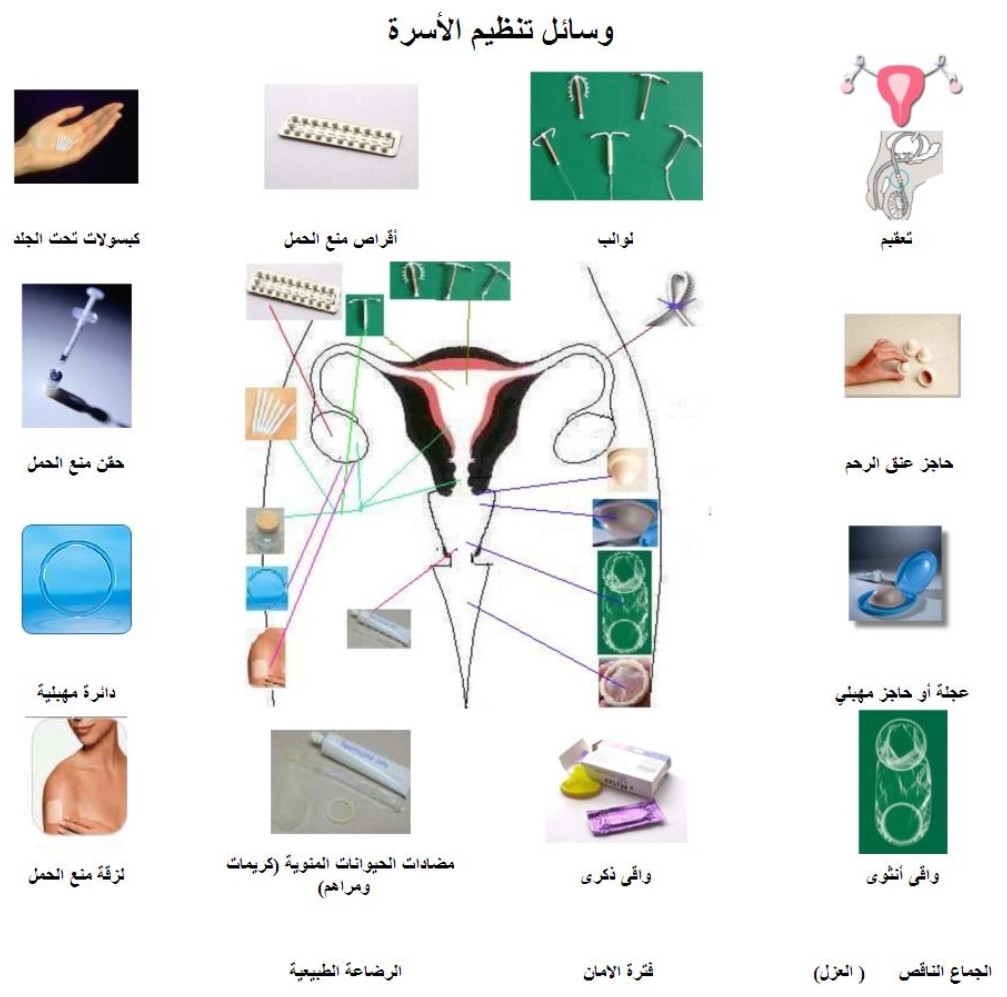 وسائل تنظيم الأسرة
تعقيم
لوالب
أقراص منع الحمل
كبسولات تحت الجلد
حاجز عنق الرحم
حقن منع الحمل
عجلة أو حاجز مهبلي
دائرة مهبلية
واقى أنثوى
واقى ذكرى
مضادات الحيوانات المنوية (كريمات
ومراهم)
لزقة منع الحمل
الجماع الناقص ( العزل)
فترة الامان
الرضاعة الطبيعية